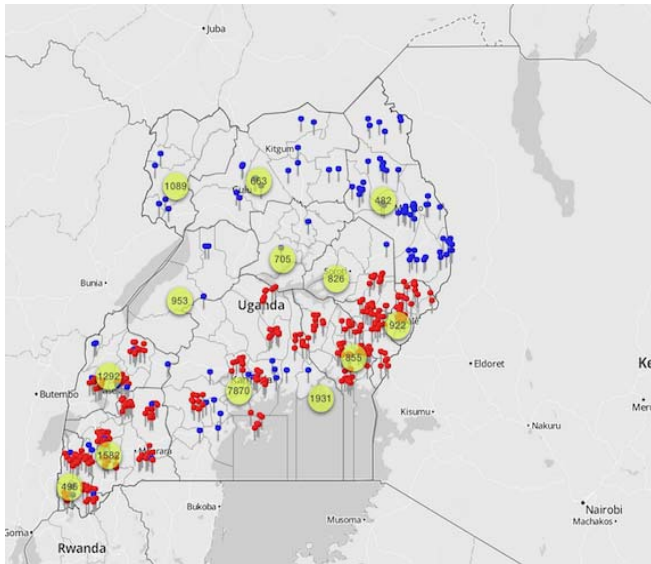 Juba
Kitgum
1089
663
482
705
826
Bunia
953
Uganda
922
855
Eldoret
1292
7870
1931
Butembo
Kisumu
Nakuru
1582
495
Bukoba
Nairobi
Musoma
Machakos
Goma
Rwanda